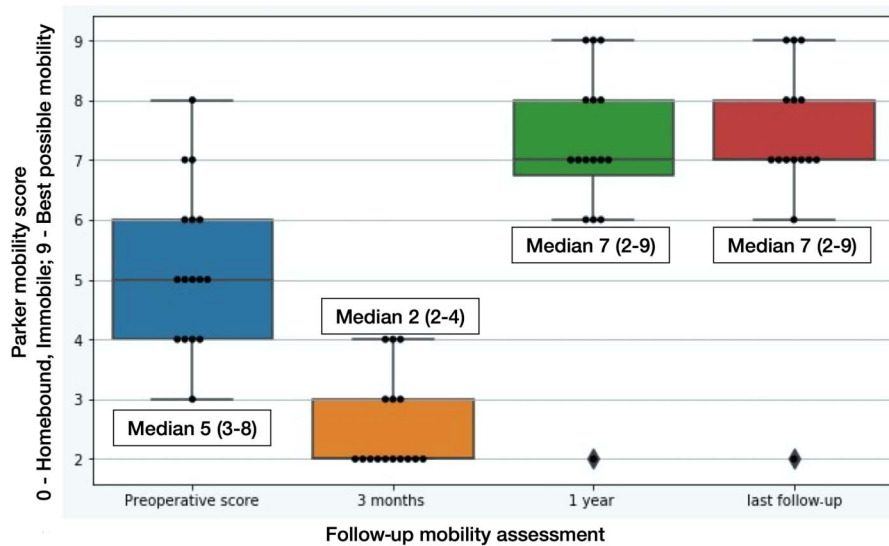 Parker mobility score
0 - Homebound, Immobile; 9 - Best possible mobility
9
8
7
6
5
4
3
2
Median 5 (3-8)
Median 2 (2-4)
Median 7 (2-9)
Median 7 (2-9)
Preoperative score
3 months
1 year
last follow-up
Follow-up mobility assessment